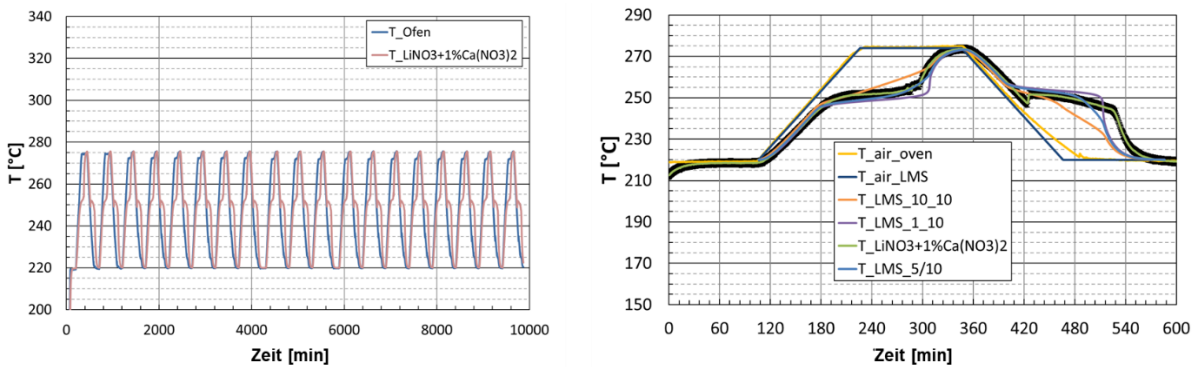 340
320
300
280
260
240
220
200
T [°C]
0
2000
4000
6000
8000
10000
Zeit [min]
T_Ofen
T_LiNO3+1%Ca(NO3)2
290
270
250
230
210
190
170
150
T [°C]
0
60
120
180
240
300
360
420
480
540
600
Zeit [min]
T_air_oven
T_air_LMS
T_LMS_10_10
T_LMS_1_10
T_LiNO3+1%Ca(NO3)2
T_LMS_5/10